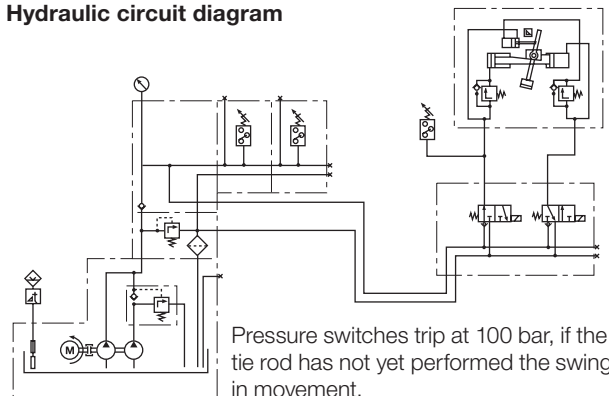 Hydraulic circuit diagram
M
Pressure switches trip at 100 bar, if the
tie rod has not yet performed the swing
in movement.